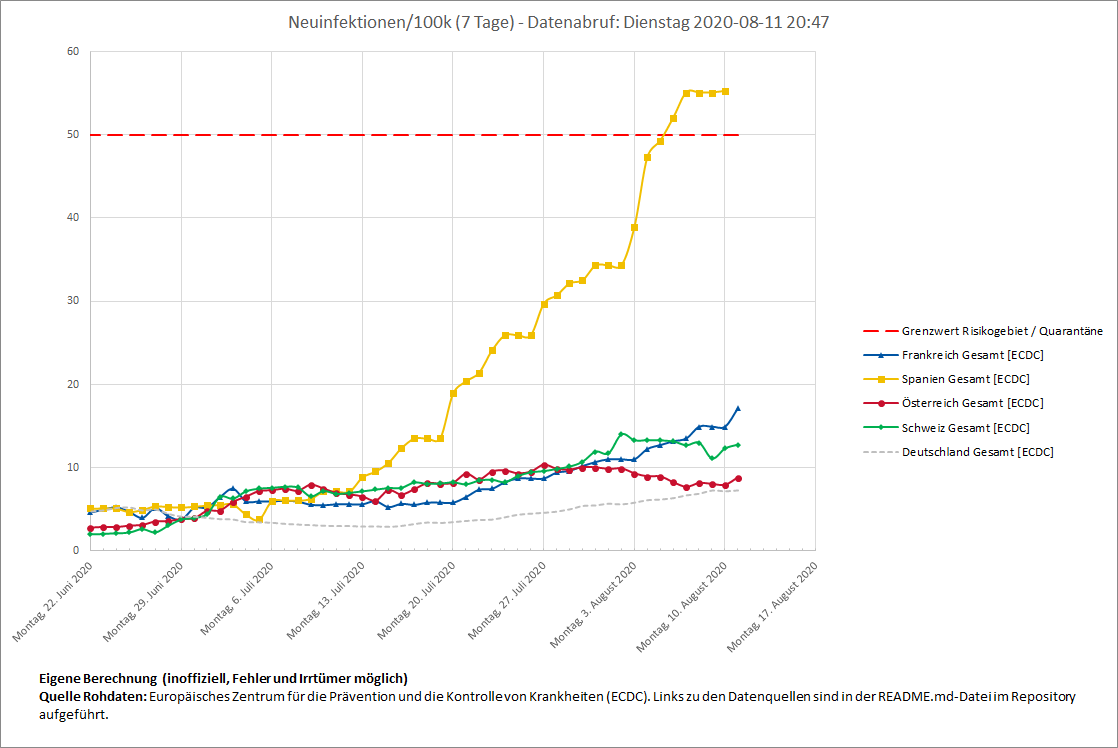 Neuinfektionen/100k (7 Tage) - Datenabruf: Dienstag 2020-08-11 20:47
60
50
40
30
20
10
0
Montag, 22. Juni 2020
Montag, 29. Juni 2020
Montag, 6. Juli 2020
Montag, 13. Juli 2020
Montag, 20. Juli 2020
Montag, 27. Juli 2020
Montag, 3. August 2020
Montag, 10. August 2020
Montag, 17. August 2020
Grenzwert Risikogebiet / Quarantäne
Frankreich Gesamt [ECDC]
Spanien Gesamt [ECDC]
Österreich Gesamt [ECDC]
Schweiz Gesamt [ECDC]
Deutschland Gesamt [ECDC]
Eigene Berechnung (inoffiziell, Fehler und Irrtümer möglich)
Quelle Rohdaten: Europäisches Zentrum für die Prävention und die Kontrolle von Krankheiten (ECDC). Links zu den Datenquellen sind in der README.md-Datei im Repository
aufgeführt.